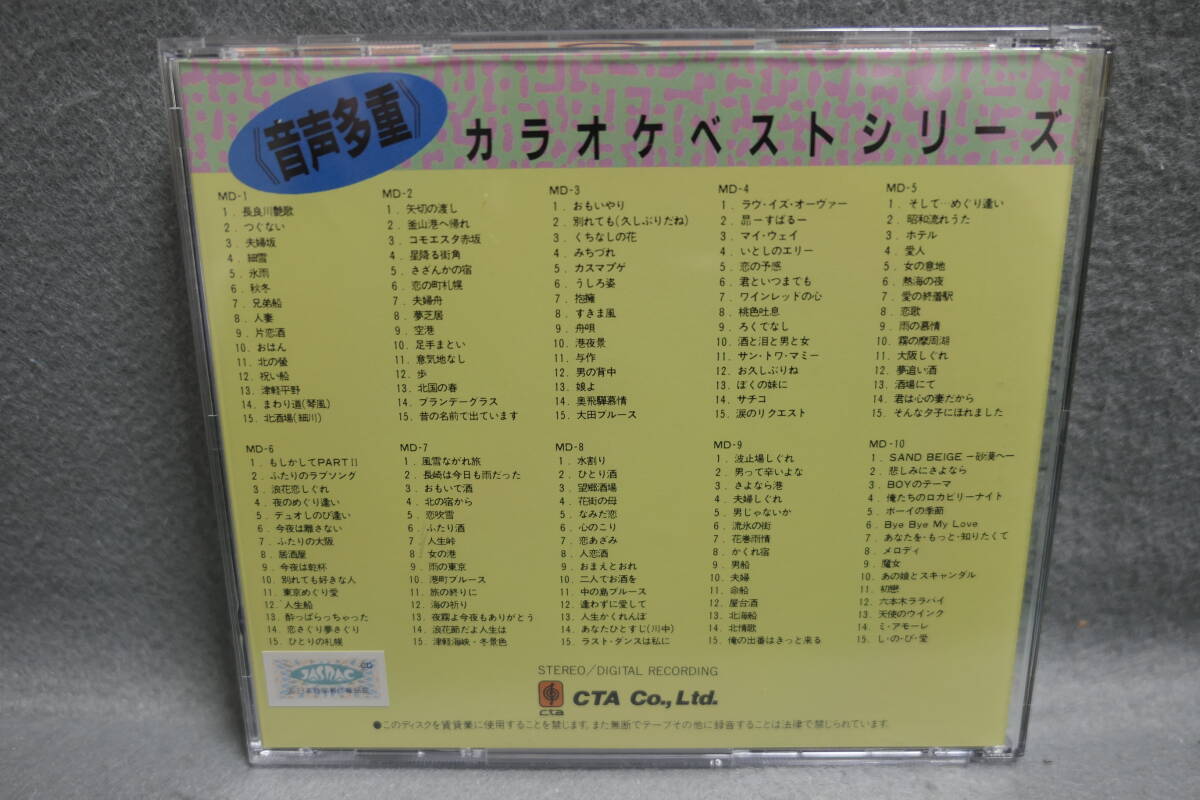 《音声多重》
カラオケベストシリーズ
MD-1
1. 長良川艶歌
2. つぐない
3. 夫婦坂
4. 細雪
5. 氷雨
6. 秋冬
7. 兄弟船
8. 人妻
9. 片恋酒
10. おはん
11. 北の螢
12. 祝い船
13. 津軽平野
14. まわり道(琴風)
15. 北酒場(細川)
MD-2
1. 矢切の渡し
2. 釜山港へ帰れ
3. コモエスタ赤坂
4. 星降る街角
5. さざんかの宿
6. 恋の町札幌
7. 夫婦舟
8. 夢芝居
9. 空港
10. 足手まとい
11. 意気地なし
12. 歩
13. 北国の春
14. ブランデーグラス
15. 昔の名前で出ています
MD-3
1. おもいやり
2. 別れても(久しぶりだね)
3. くちなしの花
4. みちづれ
5. カスマプゲ
6. うしろ姿
7. 抱擁
8. すきま風
9. 舟唄
10. 港夜景
11. 与作
12. 男の背中
13. 娘よ
14. 奥飛騨慕情
15. 大田ブルース
MD-4
1. ラヴ・イズ・オーヴァー
2. 昴ーすばるー
3. マイ・ウェイ
4. いとしのエリー
5. 恋の予感
6. 君といつまでも
7. ワインレッドの心
8. 桃色吐息
9. ろくでなし
10. 酒と泪と男と女
11. サン・トワ・マミー
12. お久しぶりね
13. ぼくの妹に
14. サチコ
15. 涙のリクエスト
MD-5
1. そして…めぐり逢い
2. 昭和流れうた
3. ホテル
4. 愛人
5. 女の意地
6. 熱海の夜
7. 愛の終着駅
8. 恋歌
9. 雨の慕情
10. 霧の摩周湖
11. 大阪しぐれ
12. 夢追い酒
13. 酒場にて
14. 君は心の妻だから
15. そんな夕子にほれました
MD-6
1. もしかしてPARTII
2. ふたりのラブソング
3. 浪花恋しぐれ
4. 夜のめぐり逢い
5. デュオしのび逢い
6. 今夜は離さない
7. ふたりの大阪
8. 居酒屋
9. 今夜は乾杯
10. 別れても好きな人
11. 東京めぐり愛
12. 人生船
13. 酔っぱらっちゃった
14. 恋さぐり夢さぐり
15. ひとりの札幌
MD-7
1. 風雪ながれ旅
2. 長崎は今日も雨だった
3. おもいで酒
4. 北の宿から
5. 恋吹雪
6. ふたり酒
7. 人生峠
8. 女の港
9. 雨の東京
10. 港町ブルース
11. 旅の終りに
12. 海の祈り
13. 夜霧よ今夜もありがとう
14. 浪花節だよ人生は
15. 津軽海峡・冬景色
MD-8
1. 水割り
2. ひとり酒
3. 望郷酒場
4. 花街の母
5. なみだ恋
6. 心のこり
7. 恋あざみ
8. 人恋酒
9. おまえとおれ
10. 二人でお酒を
11. 中の島ブルース
12. 逢わずに愛して
13. 人生かくれんぼ
14. あなたひとすじ(川中)
15. ラスト・ダンスは私に
MD-9
1. 波止場しぐれ
2. 男って辛いよな
3. さよなら港
4. 夫婦しぐれ
5. 男じゃないか
6. 流氷の街
7. 花巻雨情
8. かくれ宿
9. 男船
10. 夫婦
11. 命船
12. 屋台酒
13. 北海船
14. 北情歌
15. 俺の出番はきっと来る
MD-10
1. SAND BEIGE ー砂漠へー
2. 悲しみにさよなら
3. BOYのテーマ
4. 俺たちのロカビリーナイト
5. ボーイの季節
6. Bye Bye My Love
7. あなたを・もっと・知りたくて
8. メロディ
9. 魔女
10. あの娘とスキャンダル
11. 初恋
12. 六本木ララバイ
13. 天使のウインク
14. ミ・アモーレ
15. し・の・び・愛
JASRAC
CD
STEREO/DIGITAL RECORDING
cta
CTA Co., Ltd.
●このディスクを賃貸業に使用することを禁じます。また無断でテープその他に録音することは法律で禁じられています。